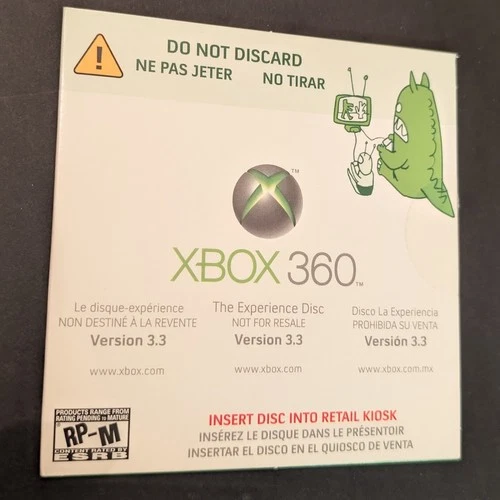 DO NOT DISCARD
NE PAS JETER NO TIRAR
XBOX 360™
Le disque-expérience
NON DESTINÉ À LA REVENTE
Version 3.3
www.xbox.com
The Experience Disc
NOT FOR RESALE
Version 3.3
www.xbox.com
Disco La Experiencia
PROHIBIDA SU VENTA
Versión 3.3
www.xbox.com.mx
PRODUCTS RANGE FROM
RATING PENDING to MATURE
RP-M
CONTENT RATED BY
ESRB
INSERT DISC INTO RETAIL KIOSK
INSÉREZ LE DISQUE DANS LE PRÉSENTOIR
INSERTAR EL DISCO EN EL QUIOSCO DE VENTA